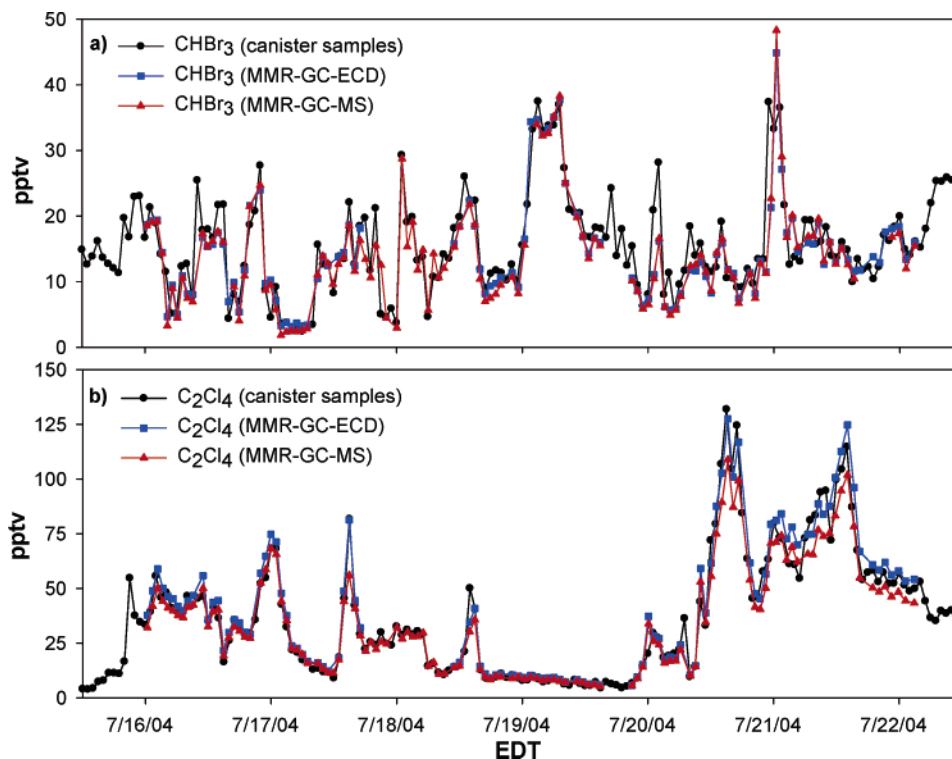 a)
CHBr3 (canister samples)
CHBr3 (MMR-GC-ECD)
CHBr3 (MMR-GC-MS)
pptv
50
40
30
20
10
0
b)
C2Cl4 (canister samples)
C2Cl4 (MMR-GC-ECD)
C2Cl4 (MMR-GC-MS)
pptv
150
125
100
75
50
25
0
7/16/04 7/17/04 7/18/04 7/19/04 7/20/04 7/21/04 7/22/04
EDT